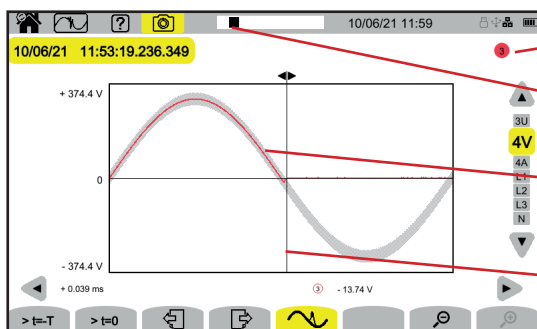 ?
10/06/21 11:59
10/06/21 11:53:19.236.349
3
+ 374.4 V
0
- 374.4 V
3U
4V
4A
L1
L2
L3
N
+ 0.039 ms
3 - 13.74 V
> t=-T
> t=0